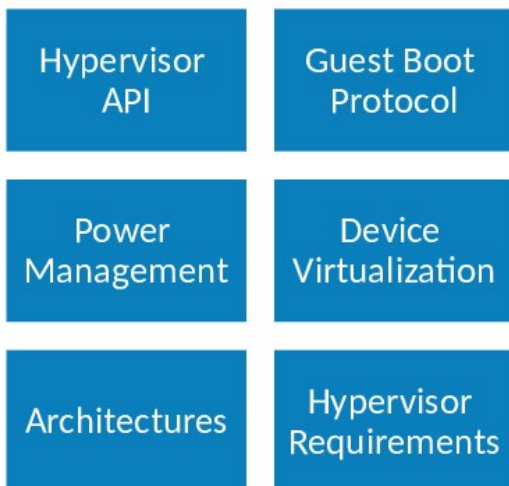 Hypervisor
API
Guest Boot
Protocol
Power
Management
Device
Virtualization
Architectures
Hypervisor
Requirements